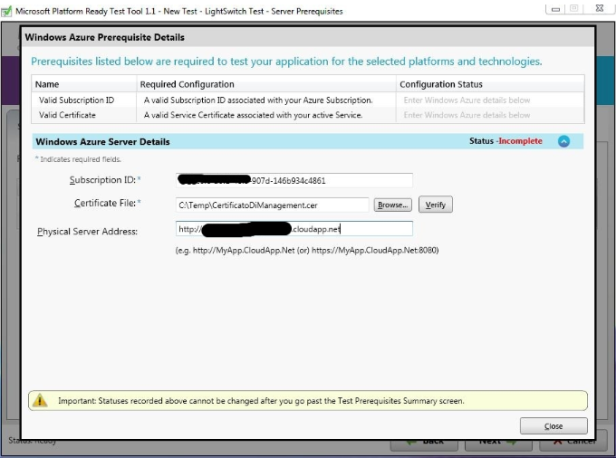 Microsoft Platform Ready Test Tool 1.1 - New Test - LightSwitch Test - Server Prerequisites
Windows Azure Prerequisite Details
Prerequisites listed below are required to test your application for the selected platforms and technologies.
Name Required Configuration Configuration Status
Valid Subscription ID A valid Subscription ID associated with your Azure Subscription. Enter Windows Azure details below
Valid Certificate A valid Service Certificate associated with your active Service. Enter Windows Azure details below
Windows Azure Server Details Status -Incomplete
* Indicates required fields.
Subscription ID: * 907d-146b934c4861
Certificate File: * C:\Temp\CertificatoDiManagement.cer Browse... Verify
Physical Server Address: http:/ .cloudapp.net
(e.g. http://MyApp.CloudApp.Net (or) https://MyApp.CloudApp.Net:8080)
Important: Statuses recorded above cannot be changed after you go past the Test Prerequisites Summary screen.
Close
Status: Ready Back Next Cancel